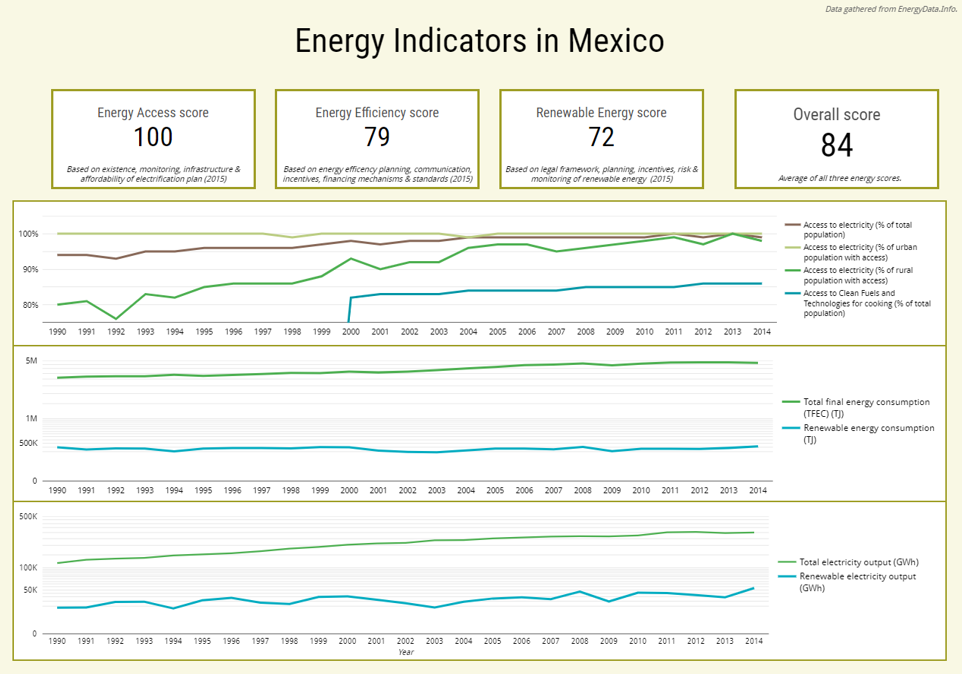 Data gathered from EnergyData.Info.
Energy Indicators in Mexico
Energy Access score
100
Based on existence, monitoring, infrastructure &
affordability of electrification plan (2015)
Energy Efficiency score
79
Based on energy efficency planning, communication,
incentives, financing mechanisms & standards (2015)
Renewable Energy score
72
Based on legal framework, planning, incentives, risk &
monitoring of renewable energy (2015)
Overall score
84
Average of all three energy scores.
100%
90%
80%
1990 1991 1992 1993 1994 1995 1996 1997 1998 1999 2000 2001 2002 2003 2004 2005 2006 2007 2008 2009 2010 2011 2012 2013 2014
Access to electricity (% of total
population)
Access to electricity (% of urban
population with access)
Access to electricity (% of rural
population with access)
Access to Clean Fuels and
Technologies for cooking (% of total
population)
5M
1M
500K
0
1990 1991 1992 1993 1994 1995 1996 1997 1998 1999 2000 2001 2002 2003 2004 2005 2006 2007 2008 2009 2010 2011 2012 2013 2014
Total final energy consumption
(TFEC) (TJ)
Renewable energy consumption
(TJ)
500K
100K
50K
0
1990 1991 1992 1993 1994 1995 1996 1997 1998 1999 2000 2001 2002 2003 2004 2005 2006 2007 2008 2009 2010 2011 2012 2013 2014
Year
Total electricity output (GWh)
Renewable electricity output
(GWh)